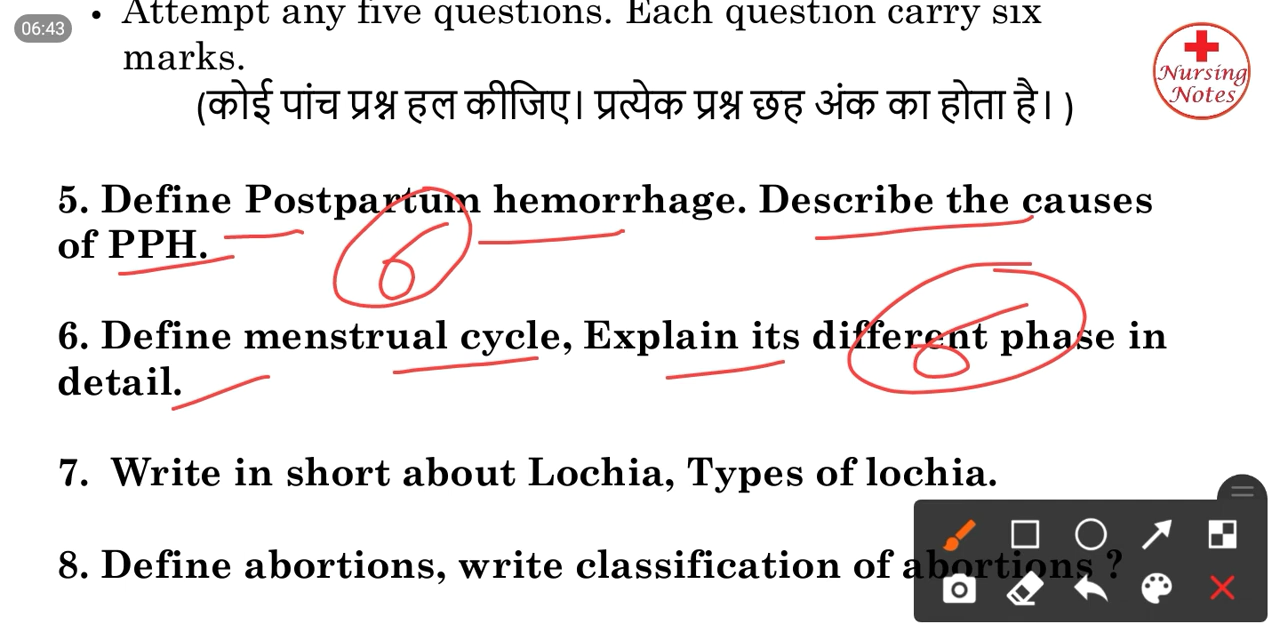 06:43
• Attempt any five questions. Each question carry six
marks.
(कोई पांच प्रश्न हल कीजिए। प्रत्येक प्रश्न छह अंक का होता है। )
Nursing
Notes
5. Define Postpartum hemorrhage. Describe the causes
of PPH.
6
6. Define menstrual cycle, Explain its different phase in
detail.
6
7. Write in short about Lochia, Types of lochia.
8. Define abortions, write classification of abortions ?